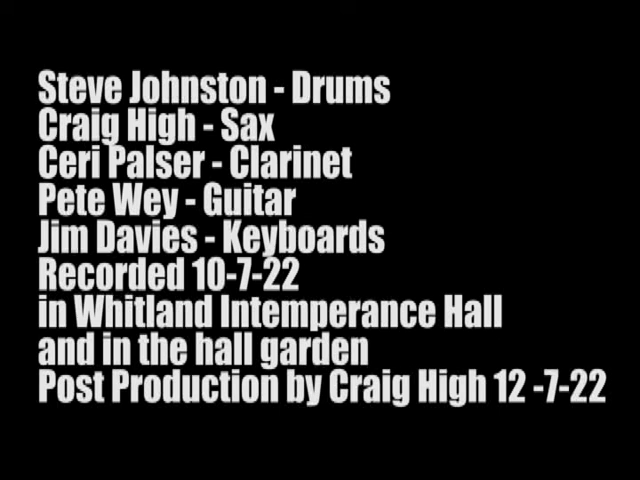 Steve Johnston - Drums
Craig High - Sax
Ceri Palser - Clarinet
Pete Wey - Guitar
Jim Davies - Keyboards
Recorded 10-7-22
in Whitland Intemperance Hall
and in the hall garden
Post Production by Craig High 12 -7-22